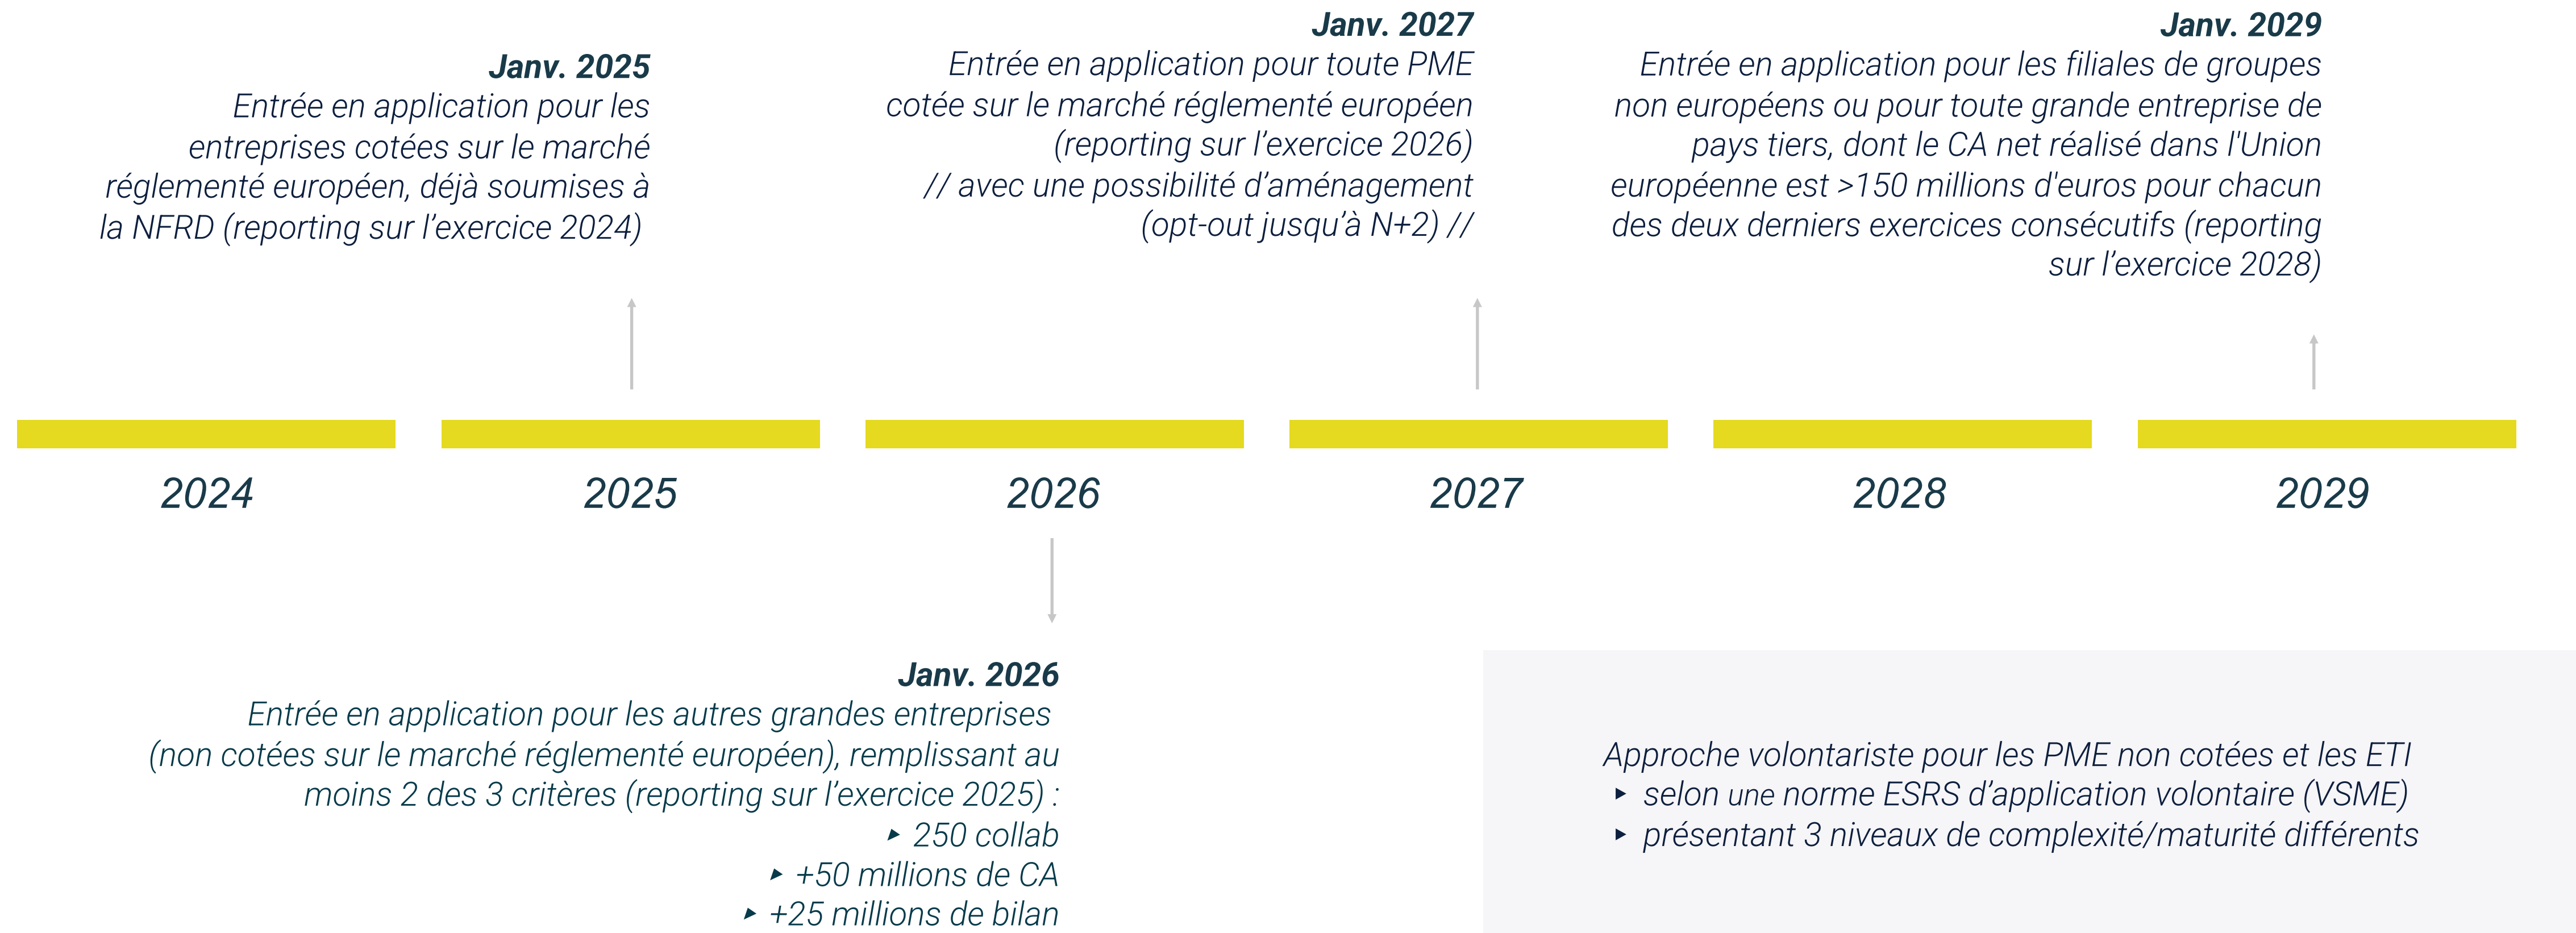 Janv. 2025
Entrée en application pour les
entreprises cotées sur le marché
réglementé européen, déjà soumises à
la NFRD (reporting sur l’exercice 2024)
Janv. 2027
Entrée en application pour toute PME
cotée sur le marché réglementé européen
(reporting sur l’exercice 2026)
// avec une possibilité d’aménagement
(opt-out jusqu’à N+2) //
Janv. 2029
Entrée en application pour les filiales de groupes
non européens ou pour toute grande entreprise de
pays tiers, dont le CA net réalisé dans l'Union
européenne est >150 millions d'euros pour chacun
des deux derniers exercices consécutifs (reporting
sur l’exercice 2028)
2024
2025
2026
2027
2028
2029
Janv. 2026
Entrée en application pour les autres grandes entreprises
(non cotées sur le marché réglementé européen), remplissant au
moins 2 des 3 critères (reporting sur l’exercice 2025) :
‣ 250 collab
‣ +50 millions de CA
‣ +25 millions de bilan
Approche volontariste pour les PME non cotées et les ETI
‣ selon une norme ESRS d’application volontaire (VSME)
‣ présentant 3 niveaux de complexité/maturité différents